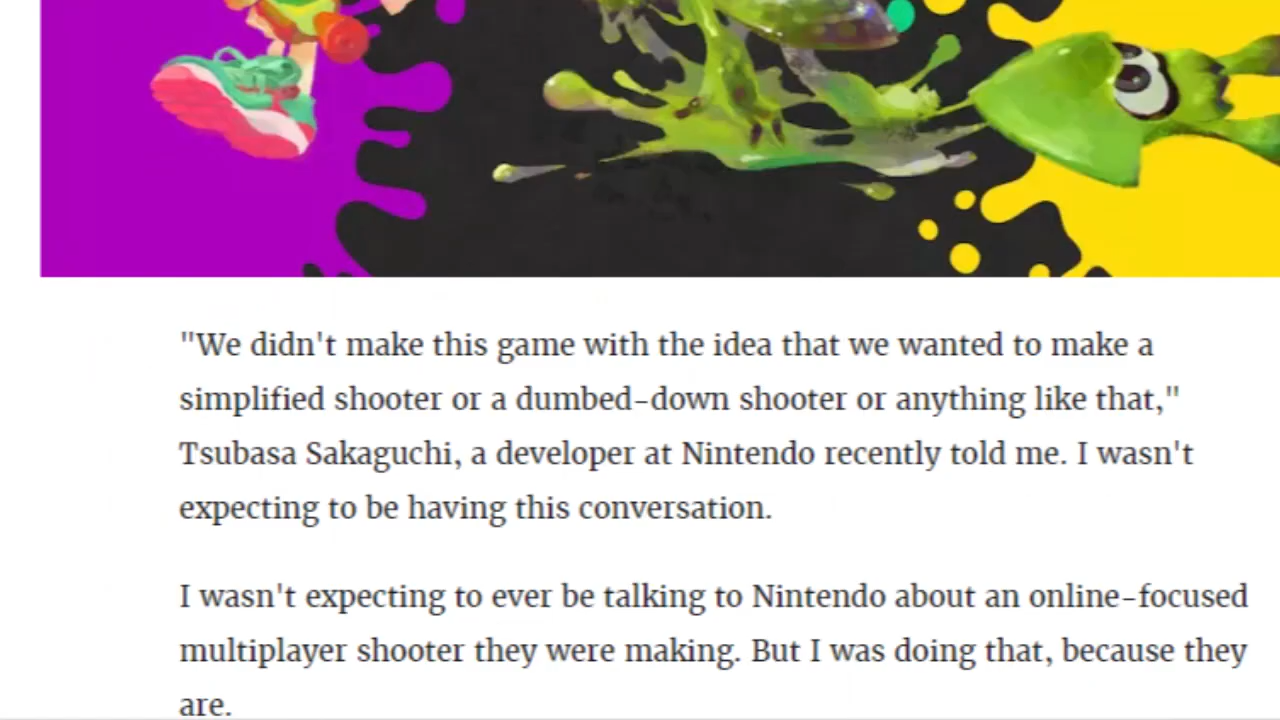 "We didn't make this game with the idea that we wanted to make a
simplified shooter or a dumbed-down shooter or anything like that,"
Tsubasa Sakaguchi, a developer at Nintendo recently told me. I wasn't
expecting to be having this conversation.
I wasn't expecting to ever be talking to Nintendo about an online-focused
multiplayer shooter they were making. But I was doing that, because they
are.